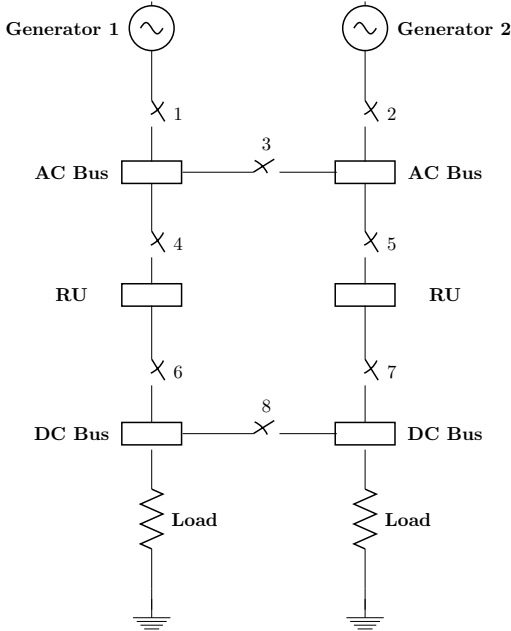 Generator 1
Generator 2
1
2
3
AC Bus
AC Bus
4
5
RU
RU
6
7
8
DC Bus
DC Bus
Load
Load